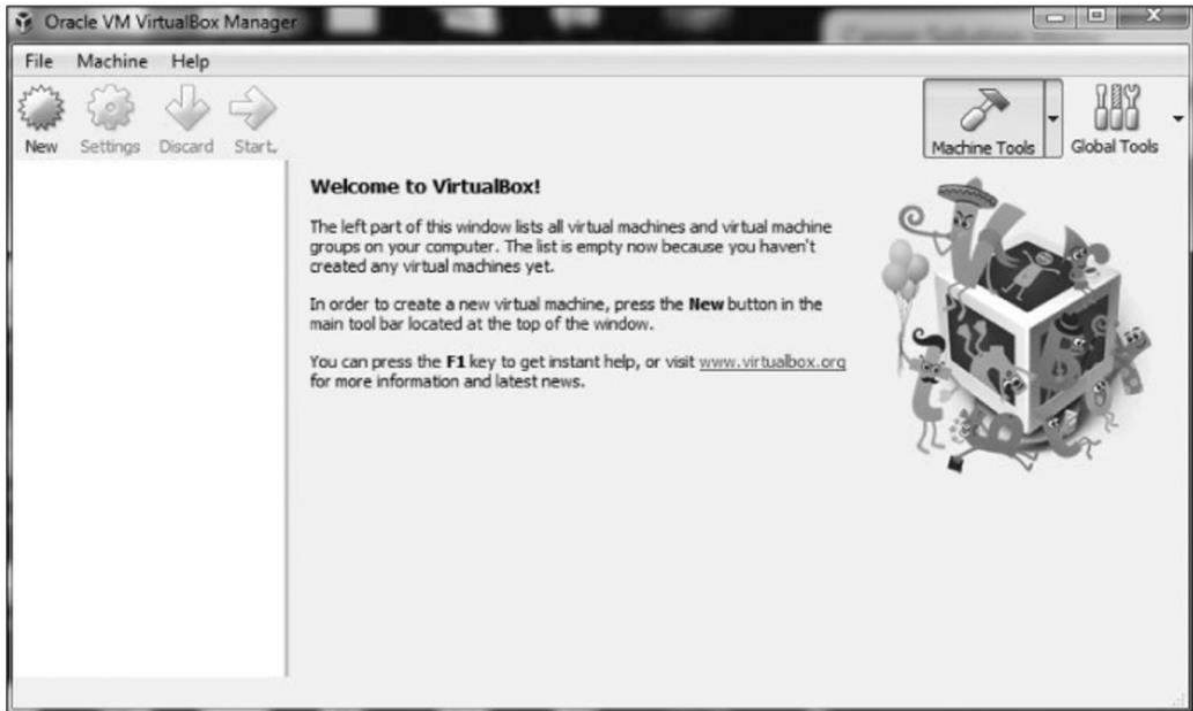 Oracle VM VirtualBox Manager
File Machine Help
New Settings Discard Start
Machine Tools Global Tools
Welcome to VirtualBox!
The left part of this window lists all virtual machines and virtual machine
groups on your computer. The list is empty now because you haven't
created any virtual machines yet.
In order to create a new virtual machine, press the New button in the
main tool bar located at the top of the window.
You can press the F1 key to get instant help, or visit www.virtualbox.org
for more information and latest news.